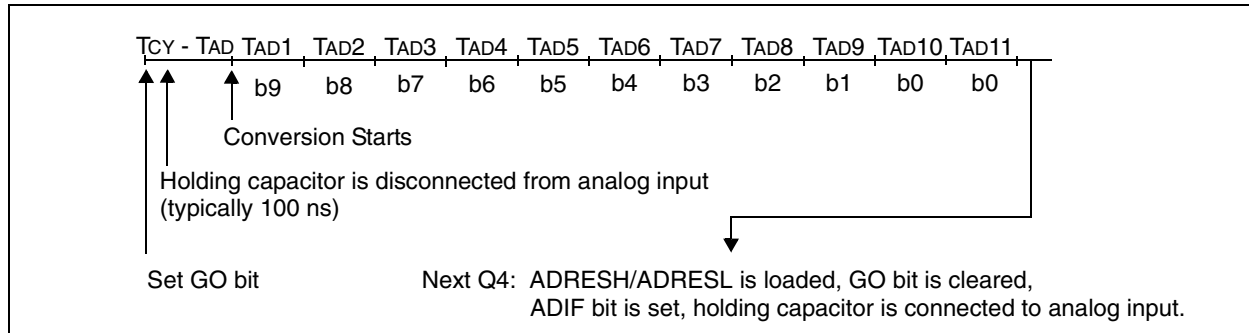 TCY - TAD TAD1 TAD2 TAD3 TAD4 TAD5 TAD6 TAD7 TAD8 TAD9 TAD10 TAD11
b9 b8 b7 b6 b5 b4 b3 b2 b1 b0 b0
Conversion Starts
Holding capacitor is disconnected from analog input
(typically 100 ns)
Set GO bit
Next Q4: ADRESH/ADRESL is loaded, GO bit is cleared,
ADIF bit is set, holding capacitor is connected to analog input.